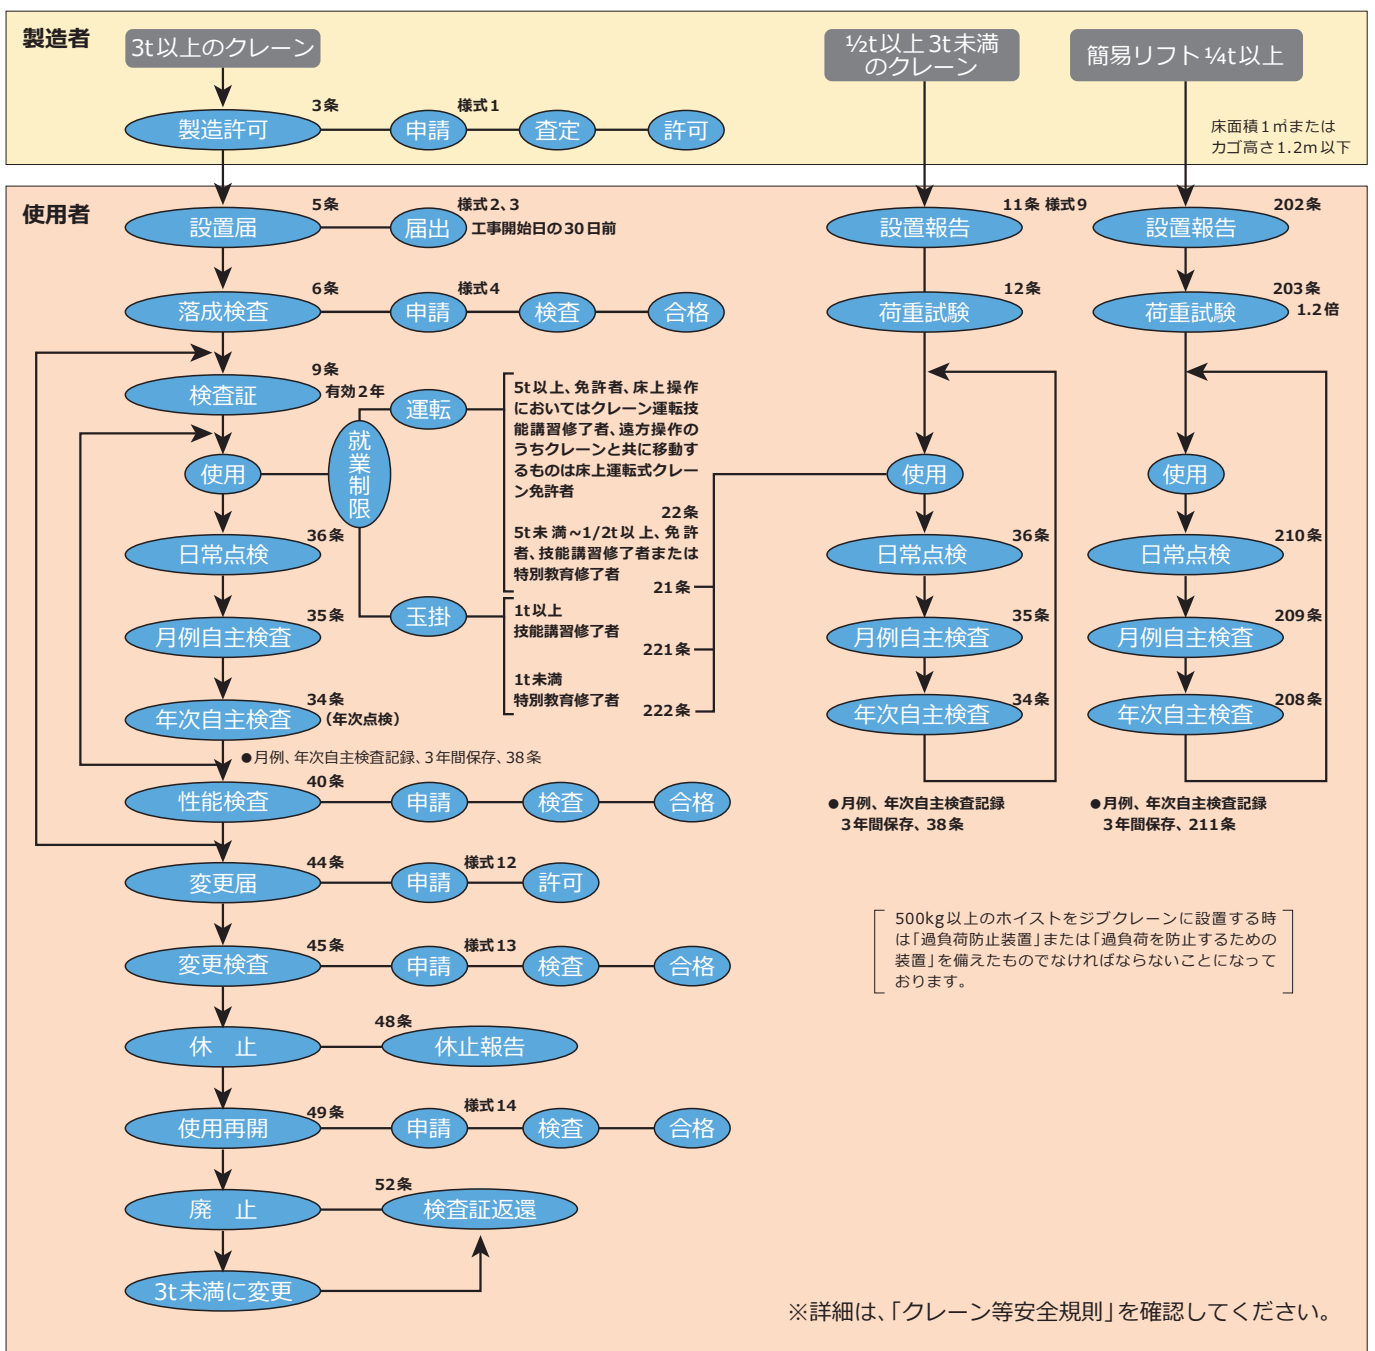 製造者
3t以上のクレーン
½t以上3t未満
のクレーン
簡易リフト¼t以上
製造許可
3条
申請
様式1
査定
許可
床面積1㎡または
カゴ高さ1.2m以下
使用者
設置届
5条
届出
様式2、3
工事開始日の30日前
落成検査
6条
申請
様式4
検査
合格
検査証
9条
有効2年
使用
就業制限
運転
5t以上、免許者、床上操作
においてはクレーン運転技
能講習修了者、遠方操作の
うちクレーンと共に移動す
るものは床上運転式クレー
ン免許者
22条
5t未満~1/2t以上、免許
者、技能講習修了者または
特別教育修了者
21条
玉掛
1t以上
技能講習修了者
221条
1t未満
特別教育修了者
222条
日常点検
36条
月例自主検査
35条
年次自主検査
34条
（年次点検）
●月例、年次自主検査記録、3年間保存、38条
性能検査
40条
申請
検査
合格
変更届
44条
申請
様式12
許可
変更検査
45条
申請
様式13
検査
合格
休　止
48条
休止報告
使用再開
49条
申請
様式14
検査
合格
廃　止
52条
検査証返還
3t未満に変更
設置報告
11条 様式9
荷重試験
12条
使用
日常点検
36条
月例自主検査
35条
年次自主検査
34条
●月例、年次自主検査記録
3年間保存、38条
設置報告
202条
荷重試験
203条
1.2倍
使用
日常点検
210条
月例自主検査
209条
年次自主検査
208条
●月例、年次自主検査記録
3年間保存、211条
500kg以上のホイストをジブクレーンに設置する時
は「過負荷防止装置」または「過負荷を防止するための
装置」を備えたものでなければならないことになって
おります。
※詳細は、「クレーン等安全規則」を確認してください。